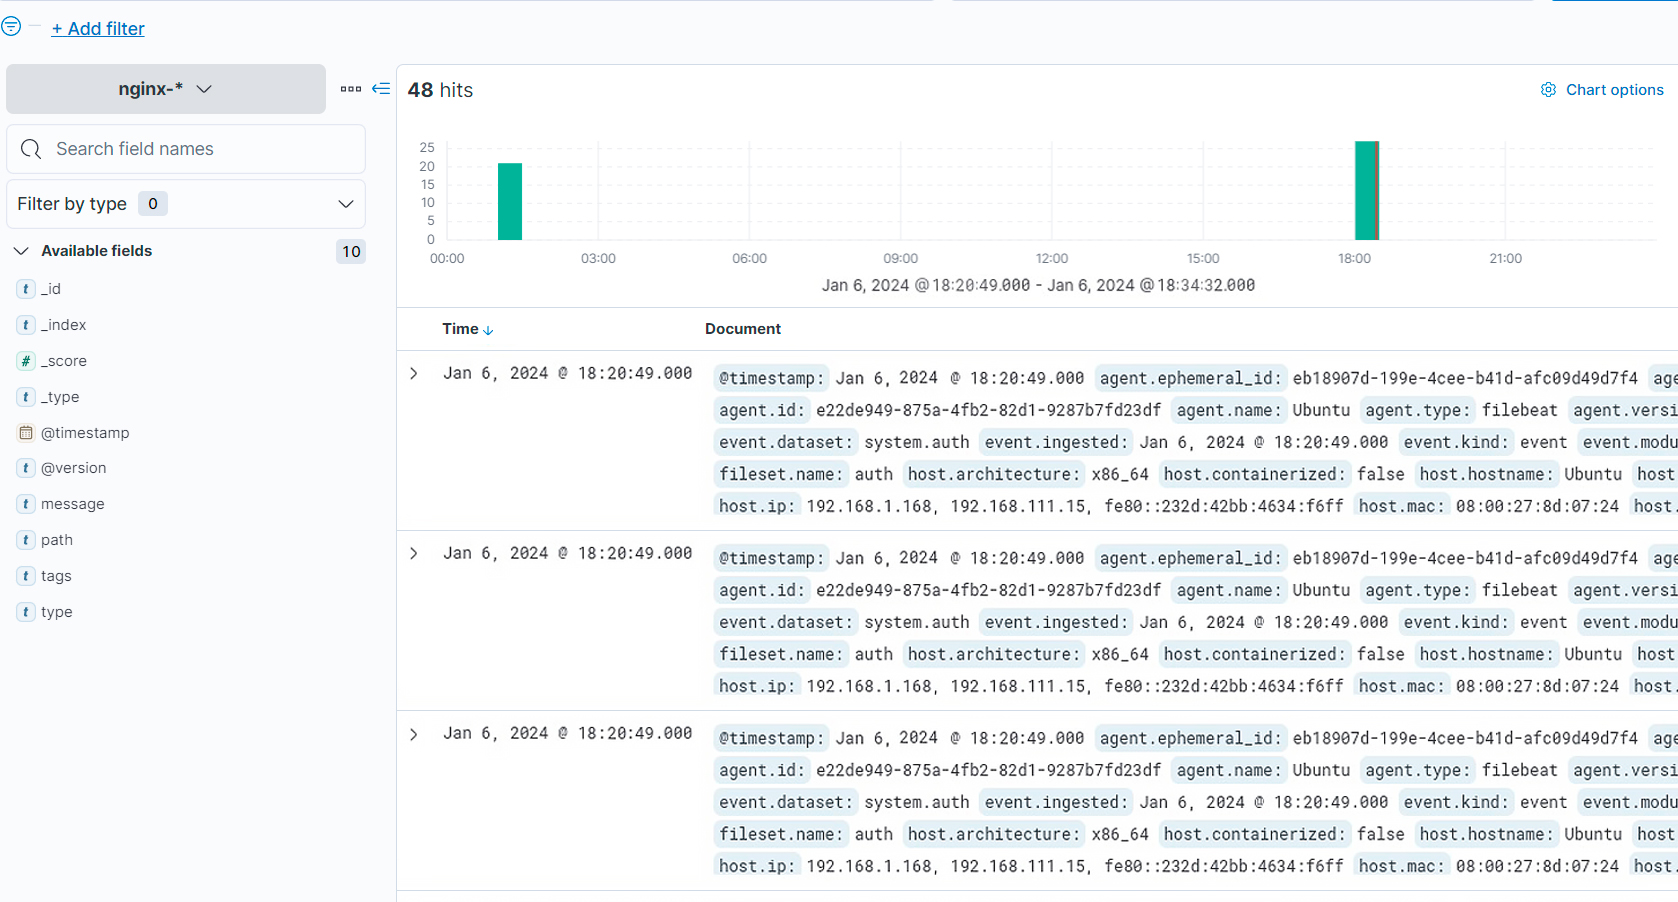 + Add filter
nginx-*
48 hits
Chart options
Search field names
Filter by type 0
Available fields 10
t _id
t _index
# _score
t _type
@timestamp
t @version
t message
t path
t tags
t type
25
20
15
10
5
0
00:00 03:00 06:00 09:00 12:00 15:00 18:00 21:00
Jan 6, 2024 @ 18:20:49.000 - Jan 6, 2024 @ 18:34:32.000
Time Document
Jan 6, 2024 @ 18:20:49.000 @timestamp: Jan 6, 2024 @ 18:20:49.000 agent.ephemeral_id: eb18907d-199e-4cee-b41d-afc09d49d7f4 age
agent.id: e22de949-875a-4fb2-82d1-9287b7fd23df agent.name: Ubuntu agent.type: filebeat agent.versi
event.dataset: system.auth event.ingested: Jan 6, 2024 @ 18:20:49.000 event.kind: event event.modu
fileset.name: auth host.architecture: x86_64 host.containerized: false host.hostname: Ubuntu host
host.ip: 192.168.1.168, 192.168.111.15, fe80::232d:42bb:4634:f6ff host.mac: 08:00:27:8d:07:24 host.
Jan 6, 2024 @ 18:20:49.000 @timestamp: Jan 6, 2024 @ 18:20:49.000 agent.ephemeral_id: eb18907d-199e-4cee-b41d-afc09d49d7f4 age
agent.id: e22de949-875a-4fb2-82d1-9287b7fd23df agent.name: Ubuntu agent.type: filebeat agent.versi
event.dataset: system.auth event.ingested: Jan 6, 2024 @ 18:20:49.000 event.kind: event event.modu
fileset.name: auth host.architecture: x86_64 host.containerized: false host.hostname: Ubuntu host
host.ip: 192.168.1.168, 192.168.111.15, fe80::232d:42bb:4634:f6ff host.mac: 08:00:27:8d:07:24 host.
Jan 6, 2024 @ 18:20:49.000 @timestamp: Jan 6, 2024 @ 18:20:49.000 agent.ephemeral_id: eb18907d-199e-4cee-b41d-afc09d49d7f4 age
agent.id: e22de949-875a-4fb2-82d1-9287b7fd23df agent.name: Ubuntu agent.type: filebeat agent.versi
event.dataset: system.auth event.ingested: Jan 6, 2024 @ 18:20:49.000 event.kind: event event.modu
fileset.name: auth host.architecture: x86_64 host.containerized: false host.hostname: Ubuntu host
host.ip: 192.168.1.168, 192.168.111.15, fe80::232d:42bb:4634:f6ff host.mac: 08:00:27:8d:07:24 host.